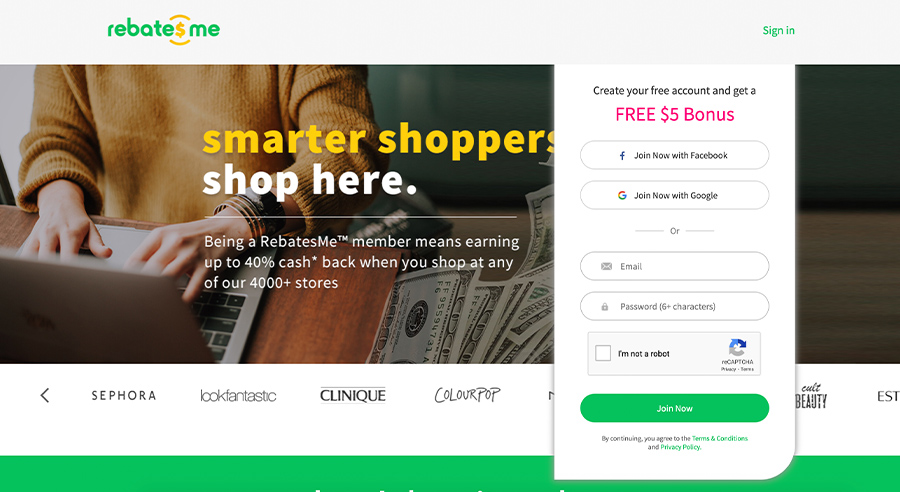 rebate$me
Sign in
smarter shoppers
shop here.
Being a RebatesMe™ member means earning
up to 40% cash* back when you shop at any
of our 4000+ stores
Create your free account and get a
FREE $5 Bonus
Join Now with Facebook
Join Now with Google
Or
Email
Password (6+ characters)
I'm not a robot
reCAPTCHA
Privacy - Terms
Join Now
By continuing, you agree to the Terms & Conditions
and Privacy Policy.
SEPHORA
lookfantastic
CLINIQUE
COLOURPOP
cult
BEAUTY
EST